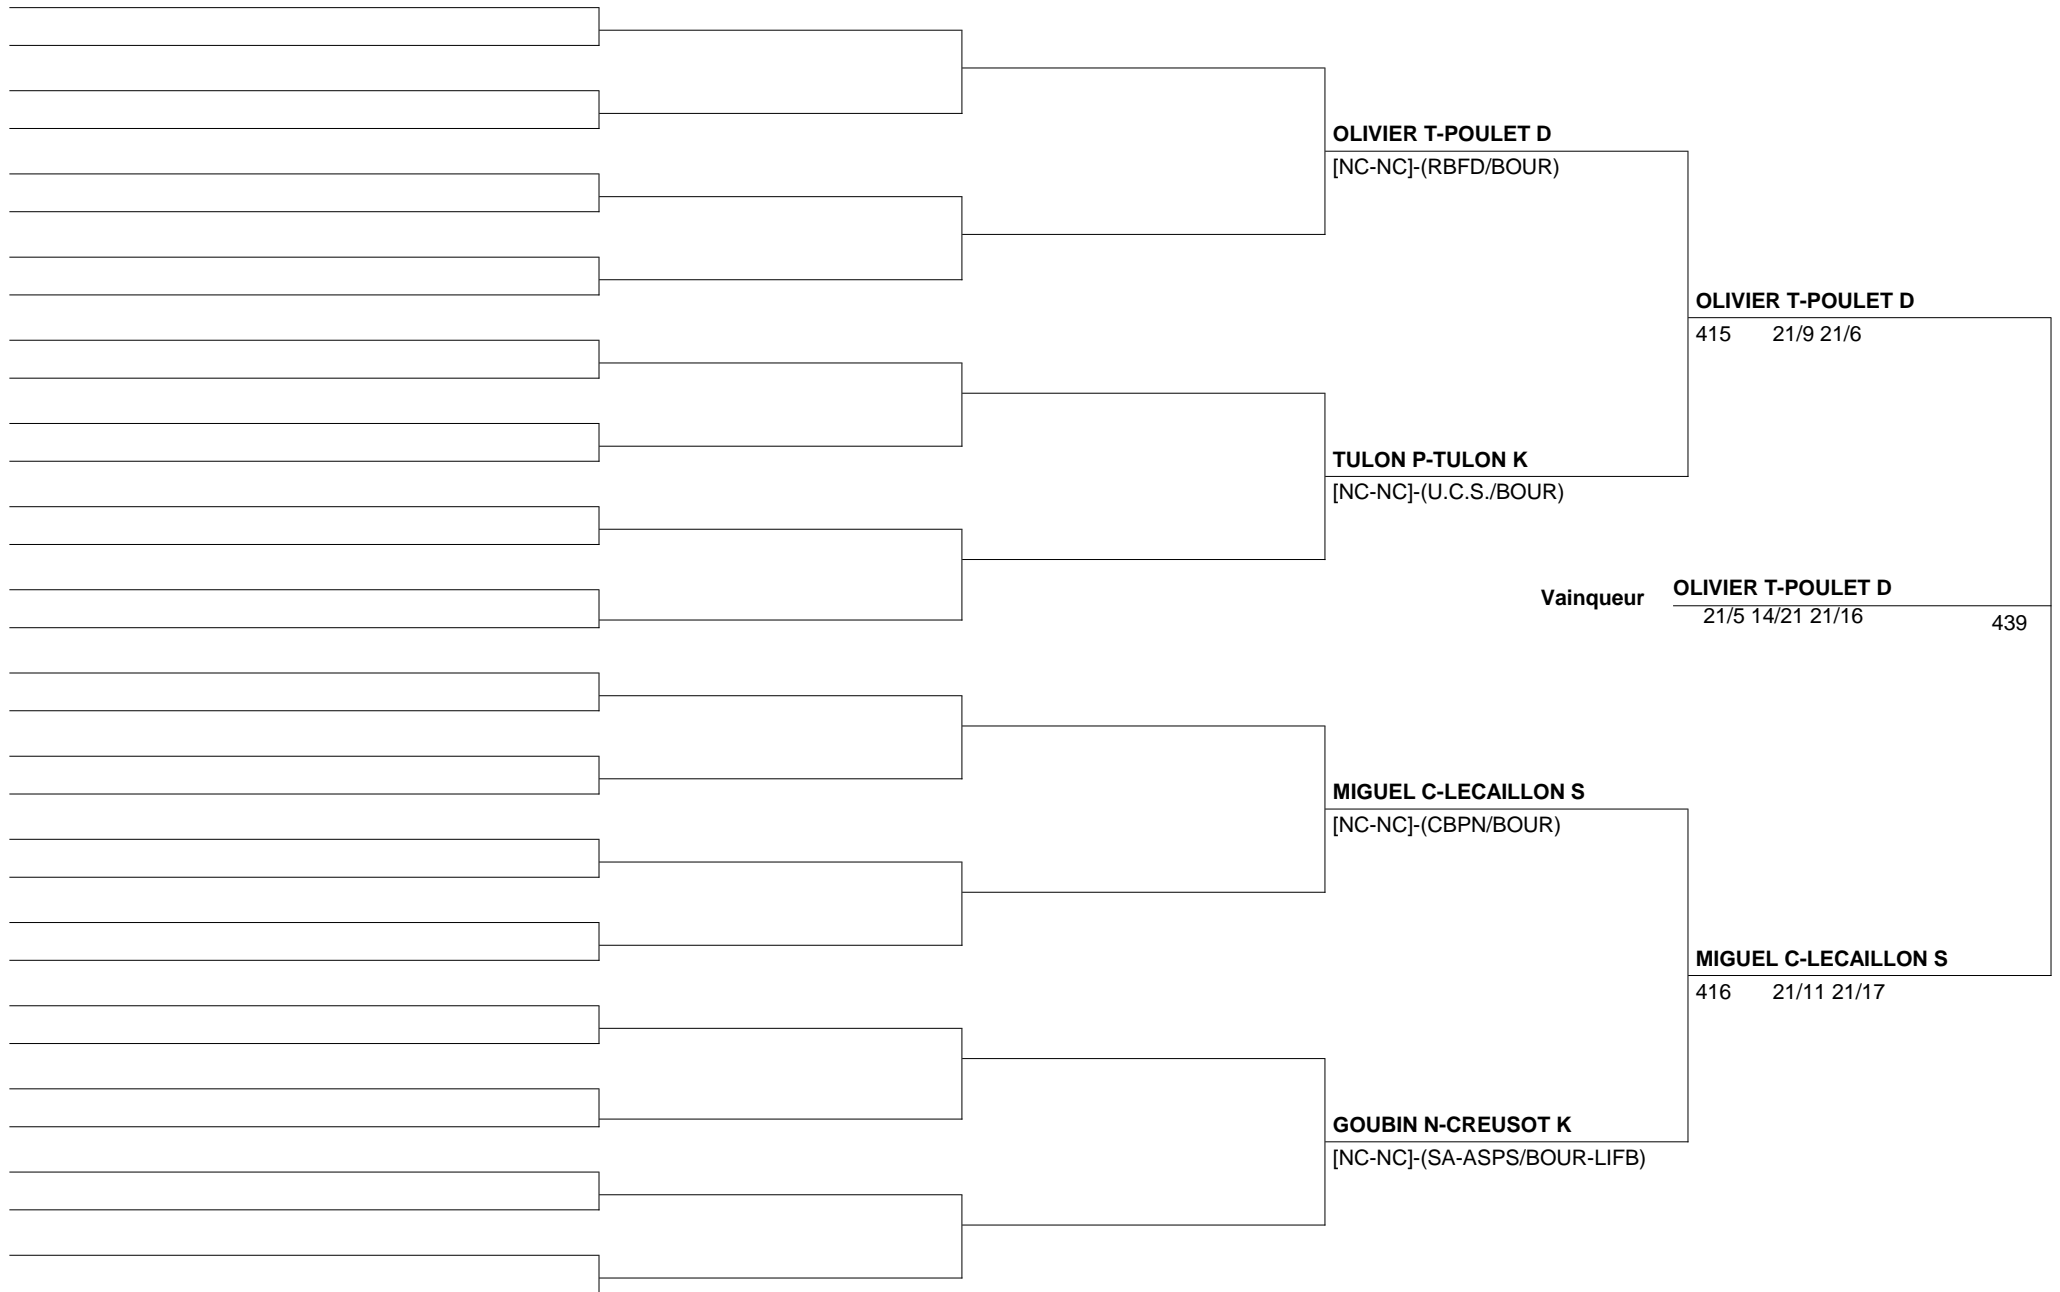 OLIVIER T-POULET D
[NC-NC]-(RBFD/BOUR)
OLIVIER T-POULET D
415 21/9 21/6
TULON P-TULON K
[NC-NC]-(U.C.S./BOUR)
Vainqueur OLIVIER T-POULET D
21/5 14/21 21/16 439
MIGUEL C-LECAILLON S
[NC-NC]-(CBPN/BOUR)
MIGUEL C-LECAILLON S
416 21/11 21/17
GOUBIN N-CREUSOT K
[NC-NC]-(SA-ASPS/BOUR-LIFB)